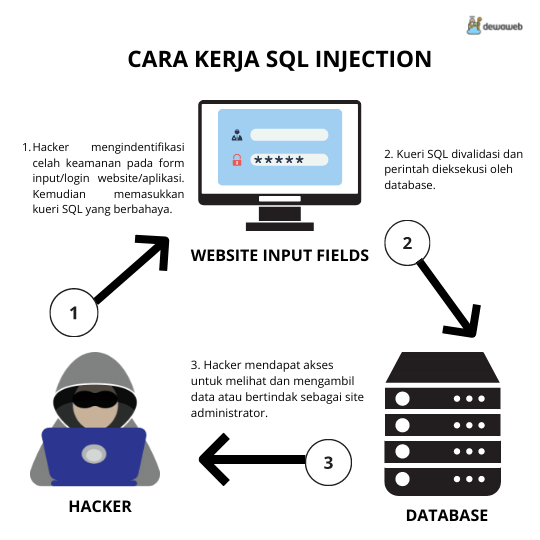 dewaweb
CARA KERJA SQL INJECTION
1. Hacker mengindentifikasi
celah keamanan pada form
input/login website/aplikasi.
Kemudian memasukkan
kueri SQL yang berbahaya.
*****
2. Kueri SQL divalidasi dan
perintah dieksekusi oleh
database.
WEBSITE INPUT FIELDS
2
1
3. Hacker mendapat akses
untuk melihat dan mengambil
data atau bertindak sebagai site
administrator.
3
HACKER
DATABASE